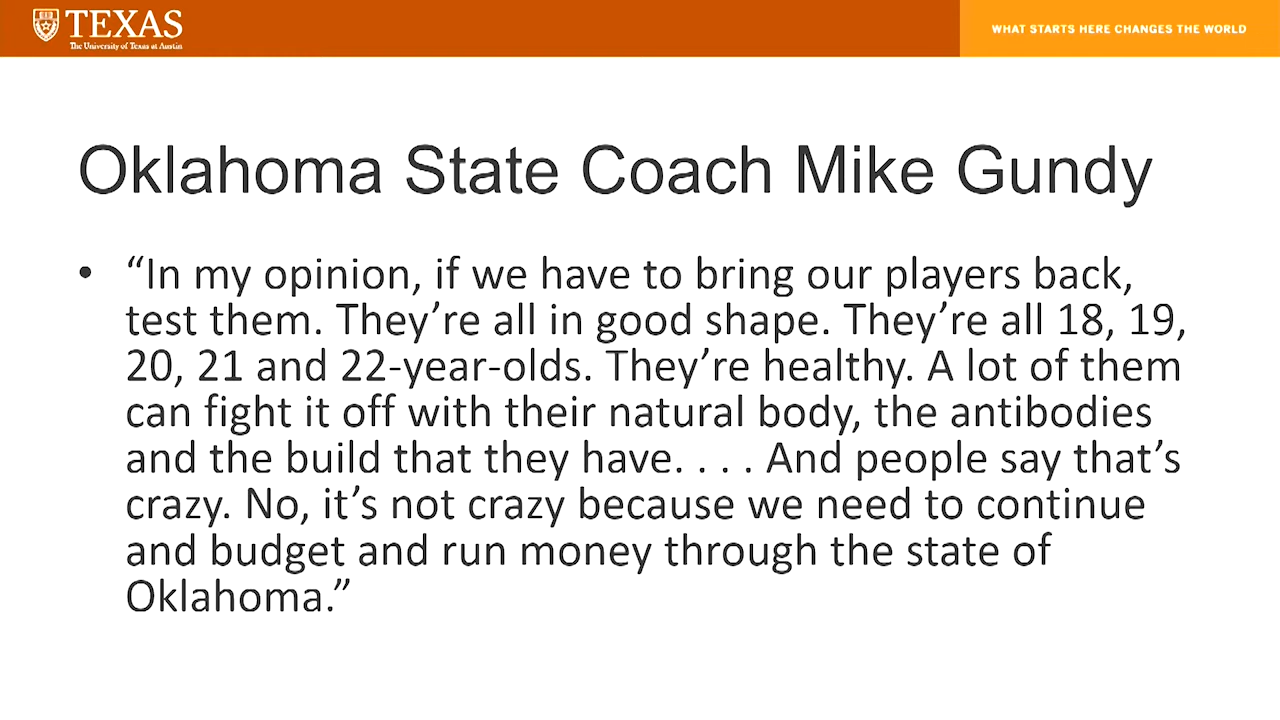 TEXAS
The University of Texas at Austin
WHAT STARTS HERE CHANGES THE WORLD
Oklahoma State Coach Mike Gundy
• “In my opinion, if we have to bring our players back,
test them. They’re all in good shape. They’re all 18, 19,
20, 21 and 22-year-olds. They’re healthy. A lot of them
can fight it off with their natural body, the antibodies
and the build that they have. . . . And people say that’s
crazy. No, it’s not crazy because we need to continue
and budget and run money through the state of
Oklahoma.”